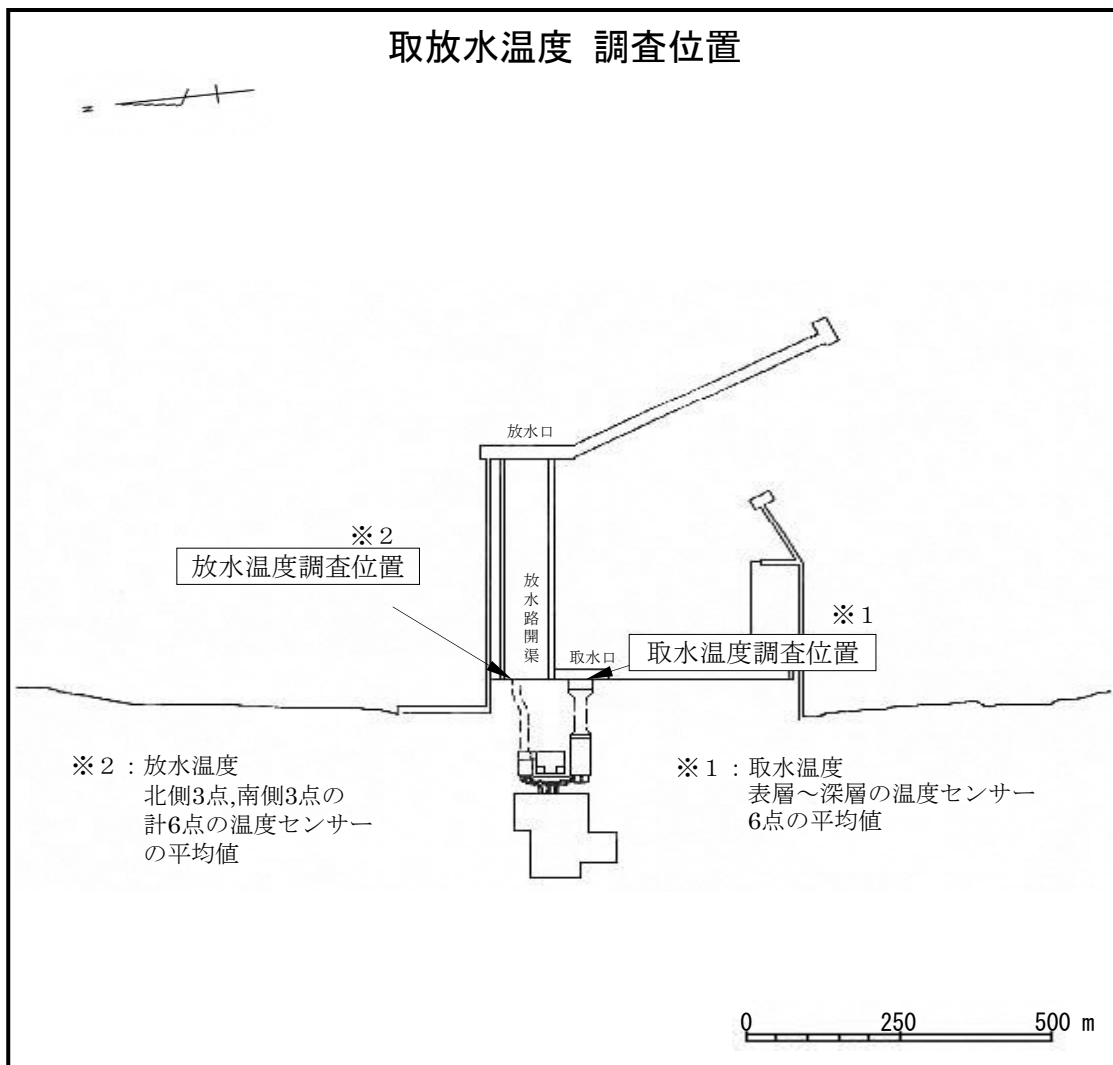 取放水温度 調査位置
N
放水口
※2
放水温度調査位置
放水路開渠
※1
取水口
取水温度調査位置
※2:放水温度
北側3点,南側3点の
計6点の温度センサー
の平均値
※1:取水温度
表層~深層の温度センサー
6点の平均値
0 250 500 m